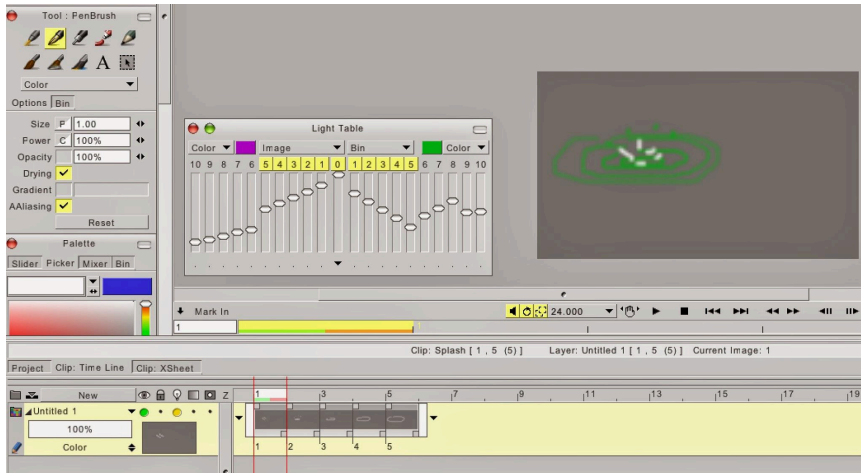 Tool : PenBrush
A
Color
Options Bin
Size P 1.00
Power C 100%
Opacity 100%
Drying
Gradient
AAliasing
Reset
Palette
Slider Picker Mixer Bin
Light Table
Color Image Bin Color
10 9 8 7 6 5 4 3 2 1 0 1 2 3 4 5 6 7 8 9 10
Mark In
24.000
1
Clip: Splash [ 1 , 5 (5) ] Layer: Untitled 1 [ 1 , 5 (5) ] Current Image: 1
Project Clip: Time Line Clip: XSheet
New Z 1 3 5 7 9 11 13 15 17 19
Untitled 1
100%
Color 1 2 3 4 5